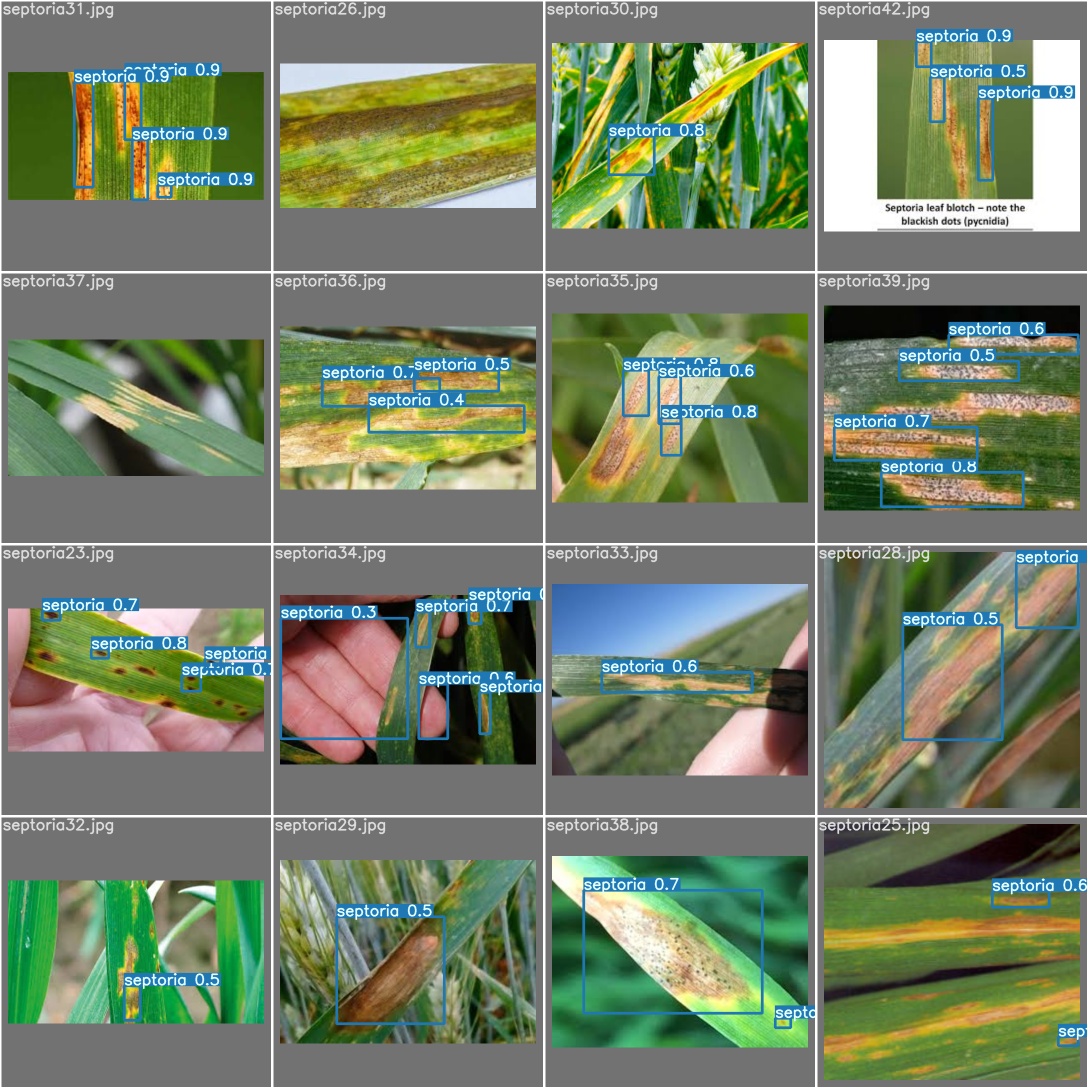 septoria31.jpg
septoria 0.9
septoria 0.9
septoria 0.9
septoria 0.9
septoria26.jpg
septoria30.jpg
septoria 0.8
septoria42.jpg
septoria 0.9
septoria 0.5
septoria 0.9
Septoria leaf blotch – note the
blackish dots (pycnidia)
septoria37.jpg
septoria36.jpg
septoria 0.5
septoria 0.7
septoria 0.4
septoria35.jpg
septoria 0.8
septoria 0.6
septoria 0.8
septoria39.jpg
septoria 0.6
septoria 0.5
septoria 0.7
septoria 0.8
septoria23.jpg
septoria 0.7
septoria 0.8
septoria
septoria 0.7
septoria34.jpg
septoria
septoria 0.3
septoria 0.7
septoria 0.6
septoria
septoria33.jpg
septoria 0.6
septoria28.jpg
septoria
septoria 0.5
septoria32.jpg
septoria 0.5
septoria29.jpg
septoria 0.5
septoria38.jpg
septoria 0.7
septo
septoria25.jpg
septoria 0.6
sept